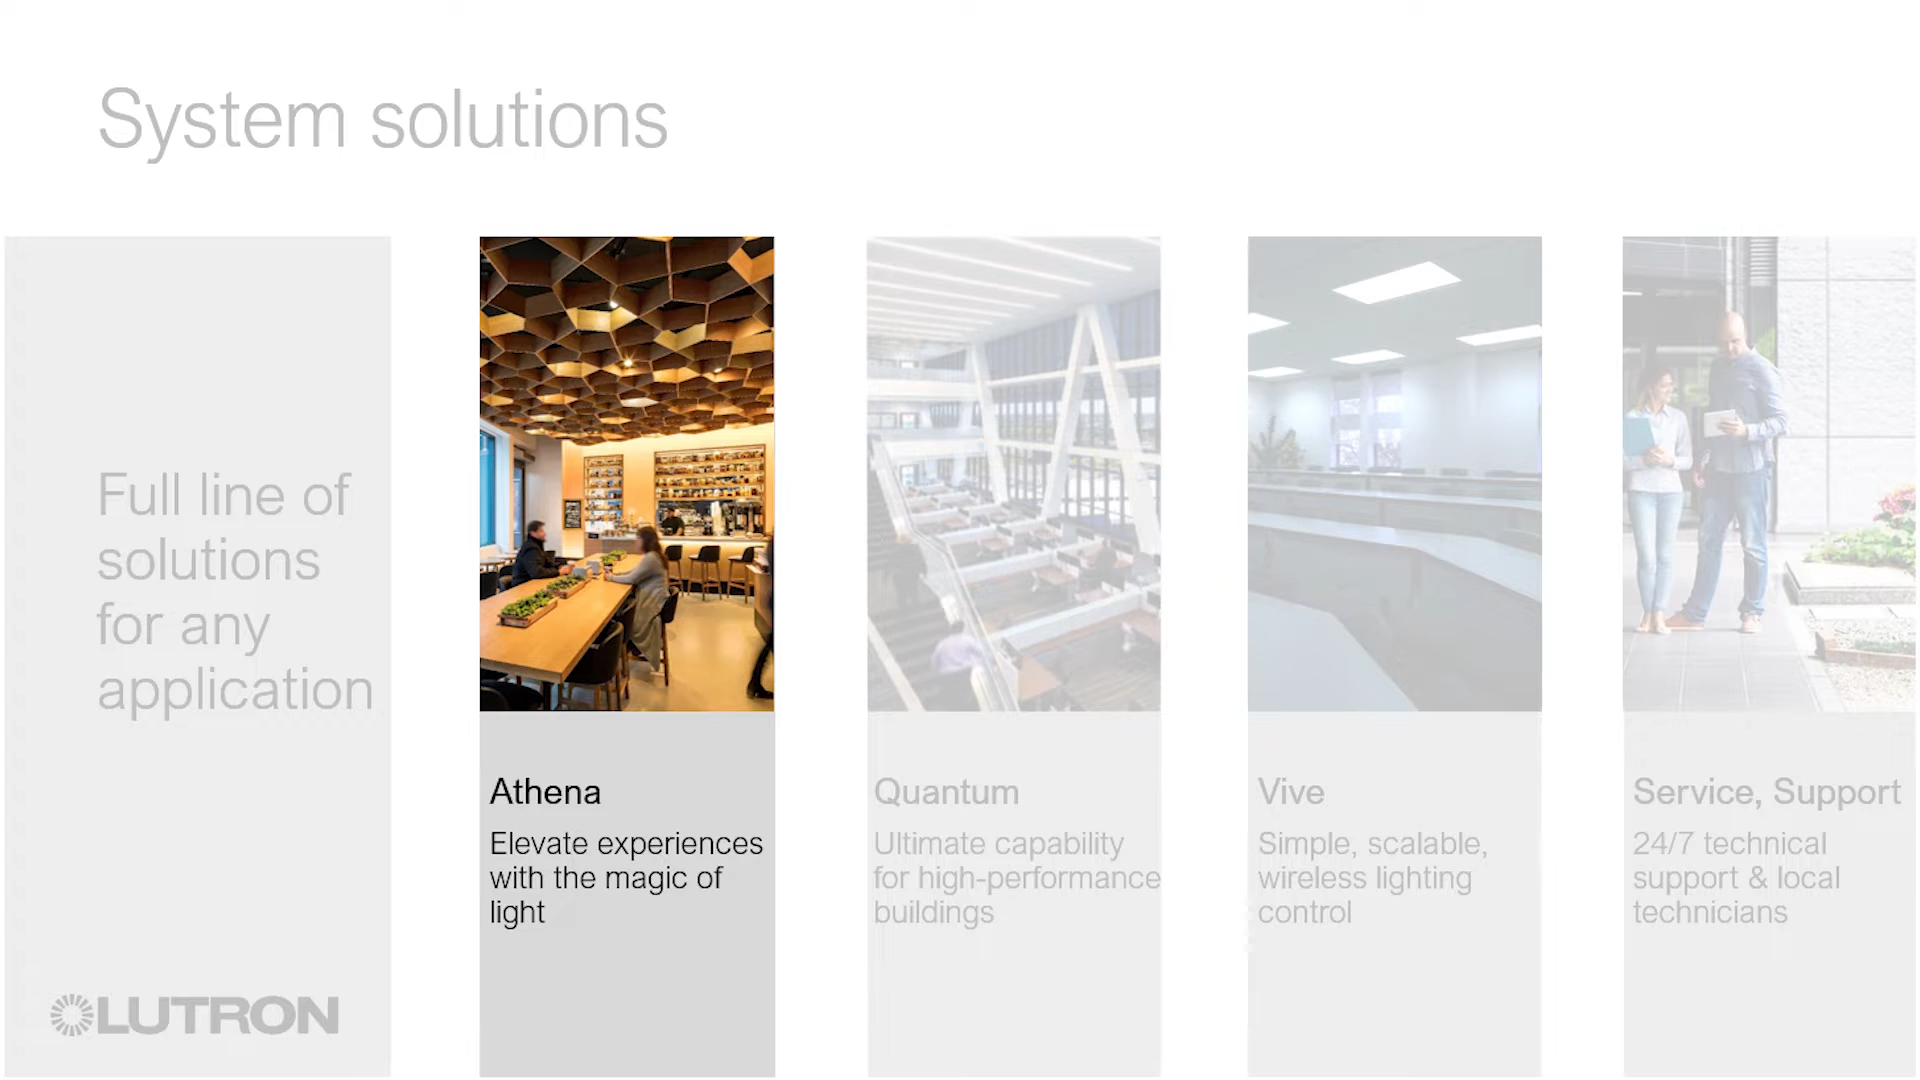 System solutions
Full line of
solutions
for any
application
LUTRON
Athena
Elevate experiences
with the magic of
light
Quantum
Ultimate capability
for high-performance
buildings
Vive
Simple, scalable,
wireless lighting
control
Service, Support
24/7 technical
support & local
technicians